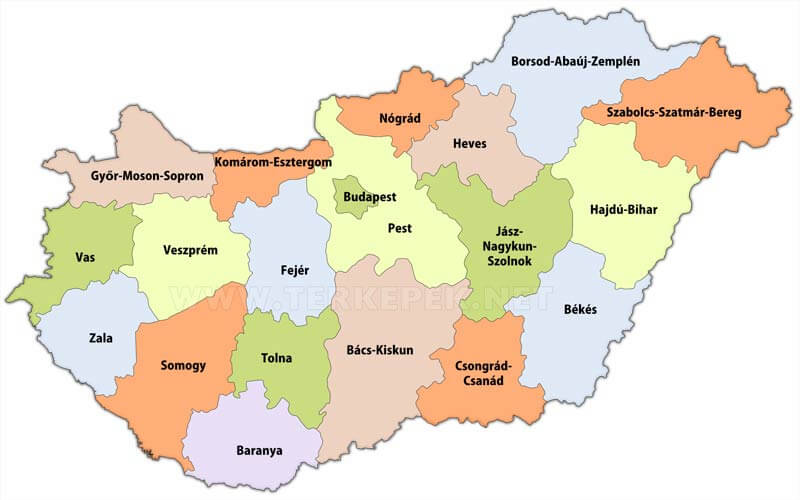 Borsod-Abaúj-Zemplén
Szabolcs-Szatmár-Bereg
Nógrád
Heves
Komárom-Esztergom
Győr-Moson-Sopron
Budapest
Hajdú-Bihar
Pest
Jász-
Nagykun-
Szolnok
Veszprém
Vas
Fejér
WWW.TERKEPEK.NET
Békés
Zala
Bács-Kiskun
Tolna
Somogy
Csongrád-
Csanád
Baranya